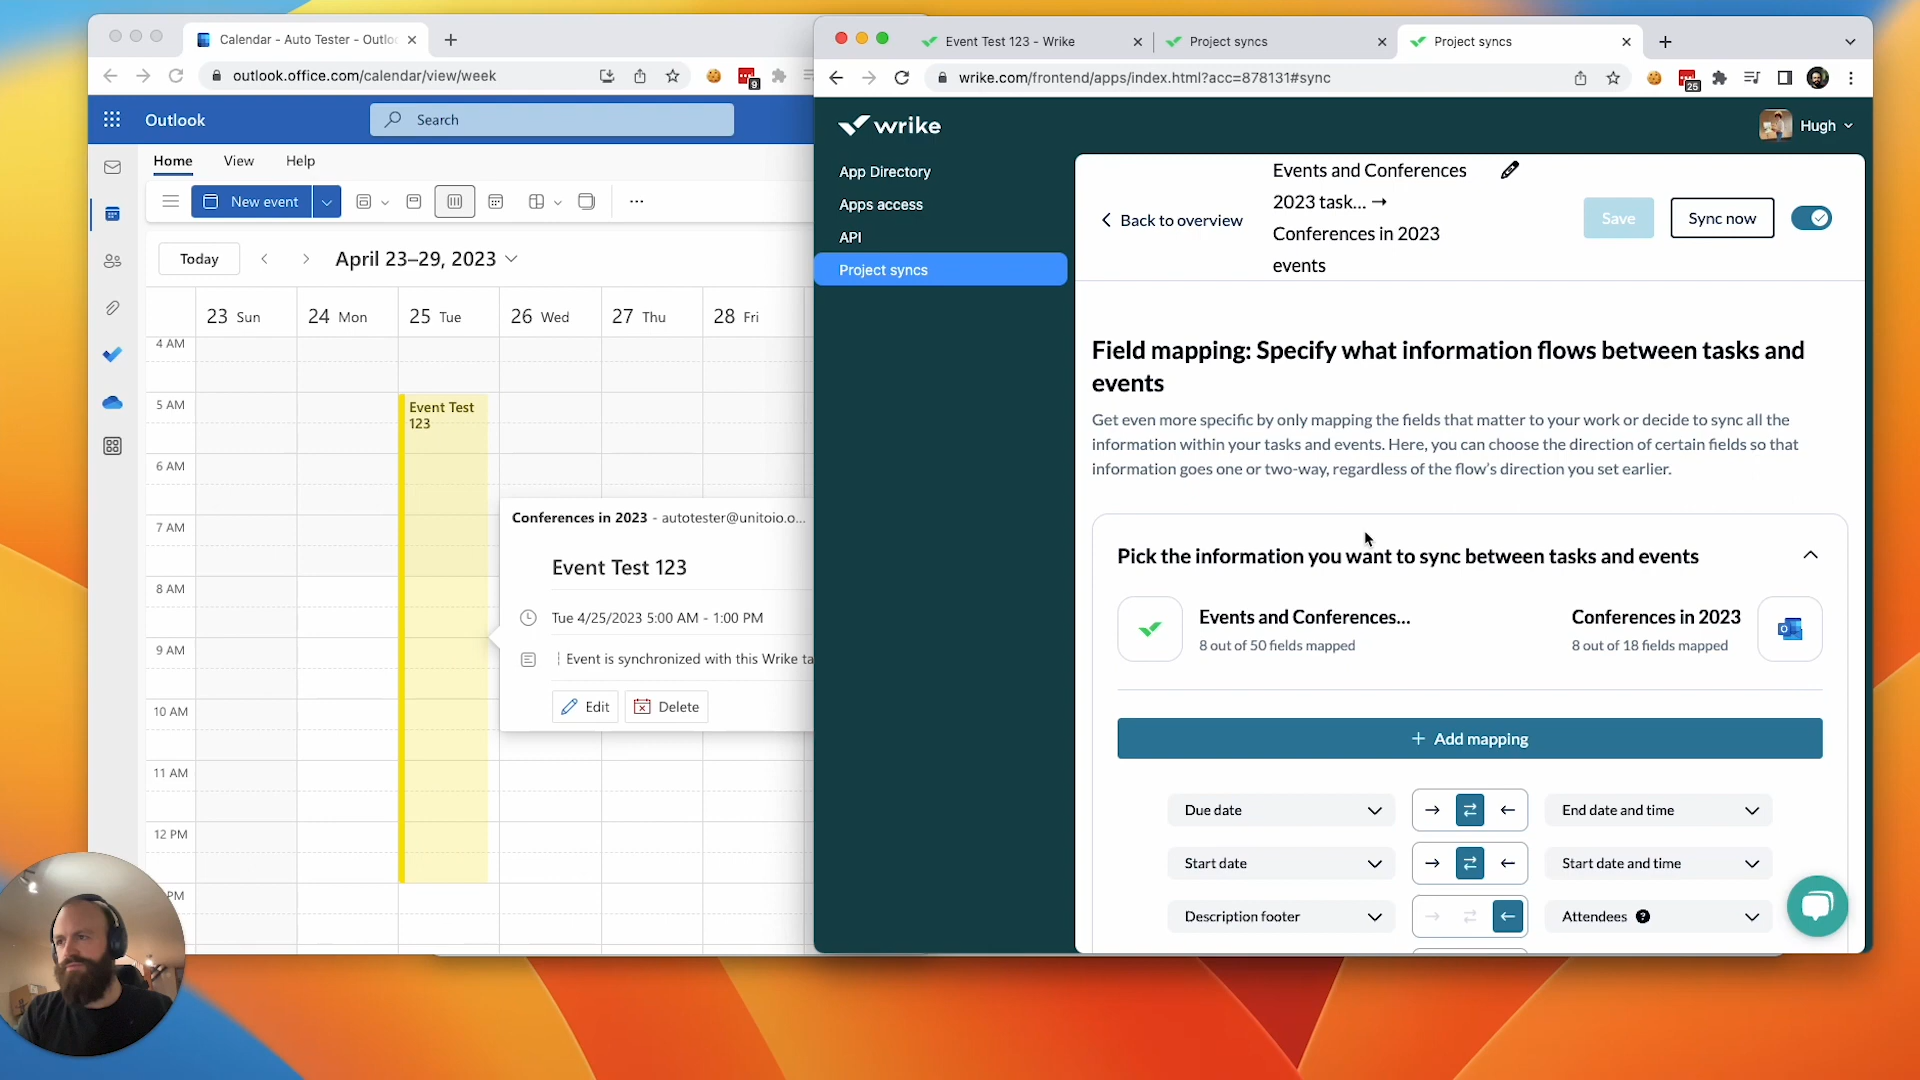 Calendar - Auto Tester - Outlo
outlook.office.com/calendar/view/week
9
Outlook
Search
Home
View
Help
New event
Today
April 23–29, 2023
23 Sun
24 Mon
25 Tue
26 Wed
27 Thu
28 Fri
4 AM
5 AM
6 AM
7 AM
8 AM
9 AM
10 AM
11 AM
12 PM
PM
Event Test
123
Conferences in 2023 - autotester@unitoio.o...
Event Test 123
Tue 4/25/2023 5:00 AM - 1:00 PM
Event is synchronized with this Wrike ta
Edit
Delete
Event Test 123 - Wrike
Project syncs
Project syncs
wrike.com/frontend/apps/index.html?acc=878131#sync
25
wrike
Hugh
App Directory
Apps access
API
Project syncs
Back to overview
Events and Conferences
2023 task... →
Conferences in 2023
events
Save
Sync now
Field mapping: Specify what information flows between tasks and
events
Get even more specific by only mapping the fields that matter to your work or decide to sync all the
information within your tasks and events. Here, you can choose the direction of certain fields so that
information goes one or two-way, regardless of the flow's direction you set earlier.
Pick the information you want to sync between tasks and events
Events and Conferences...
8 out of 50 fields mapped
Conferences in 2023
8 out of 18 fields mapped
+ Add mapping
Due date
End date and time
Start date
Start date and time
Description footer
Attendees ?